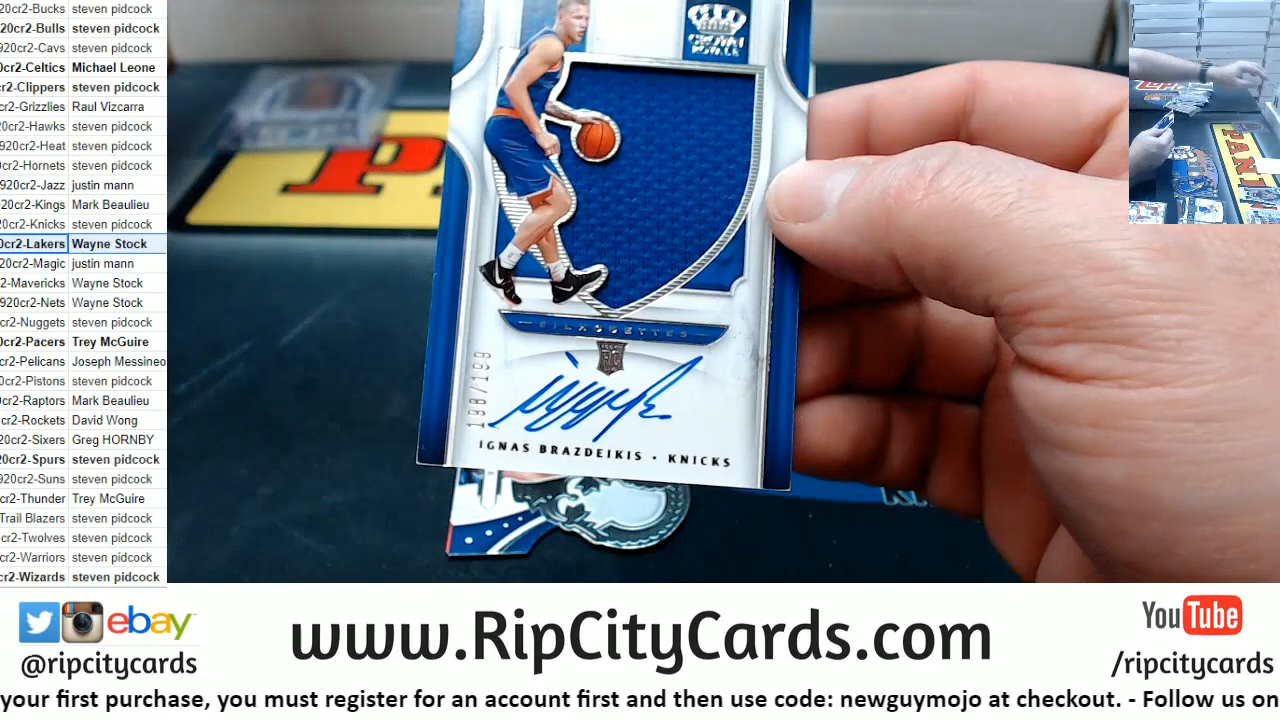 20cr2-Bucks steven pidcock
20cr2-Bulls steven pidcock
920cr2-Cavs steven pidcock
0cr2-Celtics Michael Leone
cr2-Clippers steven pidcock
cr2-Grizzlies Raul Vizcarra
0cr2-Hawks steven pidcock
920cr2-Heat steven pidcock
cr2-Hornets steven pidcock
920cr2-Jazz justin mann
20cr2-Kings Mark Beaulieu
20cr2-Knicks steven pidcock
0cr2-Lakers Wayne Stock
20cr2-Magic justin mann
2-Mavericks Wayne Stock
920cr2-Nets Wayne Stock
cr2-Nuggets steven pidcock
0cr2-Pacers Trey McGuire
cr2-Pelicans Joseph Messineo
20cr2-Pistons steven pidcock
0cr2-Raptors Mark Beaulieu
cr2-Rockets David Wong
20cr2-Sixers Greg HORNBY
20cr2-Spurs steven pidcock
920cr2-Suns steven pidcock
cr2-Thunder Trey McGuire
Trail Blazers steven pidcock
cr2-Twolves steven pidcock
cr2-Warriors steven pidcock
cr2-Wizards steven pidcock
CROWN
ROYALE
SILHOUETTES
RC
198/199
IGNAS BRAZDEIKIS • KNICKS
PANI
ebay
@ripcitycards
www.RipCityCards.com
YouTube
/ripcitycards
your first purchase, you must register for an account first and then use code: newguymojo at checkout. - Follow us on